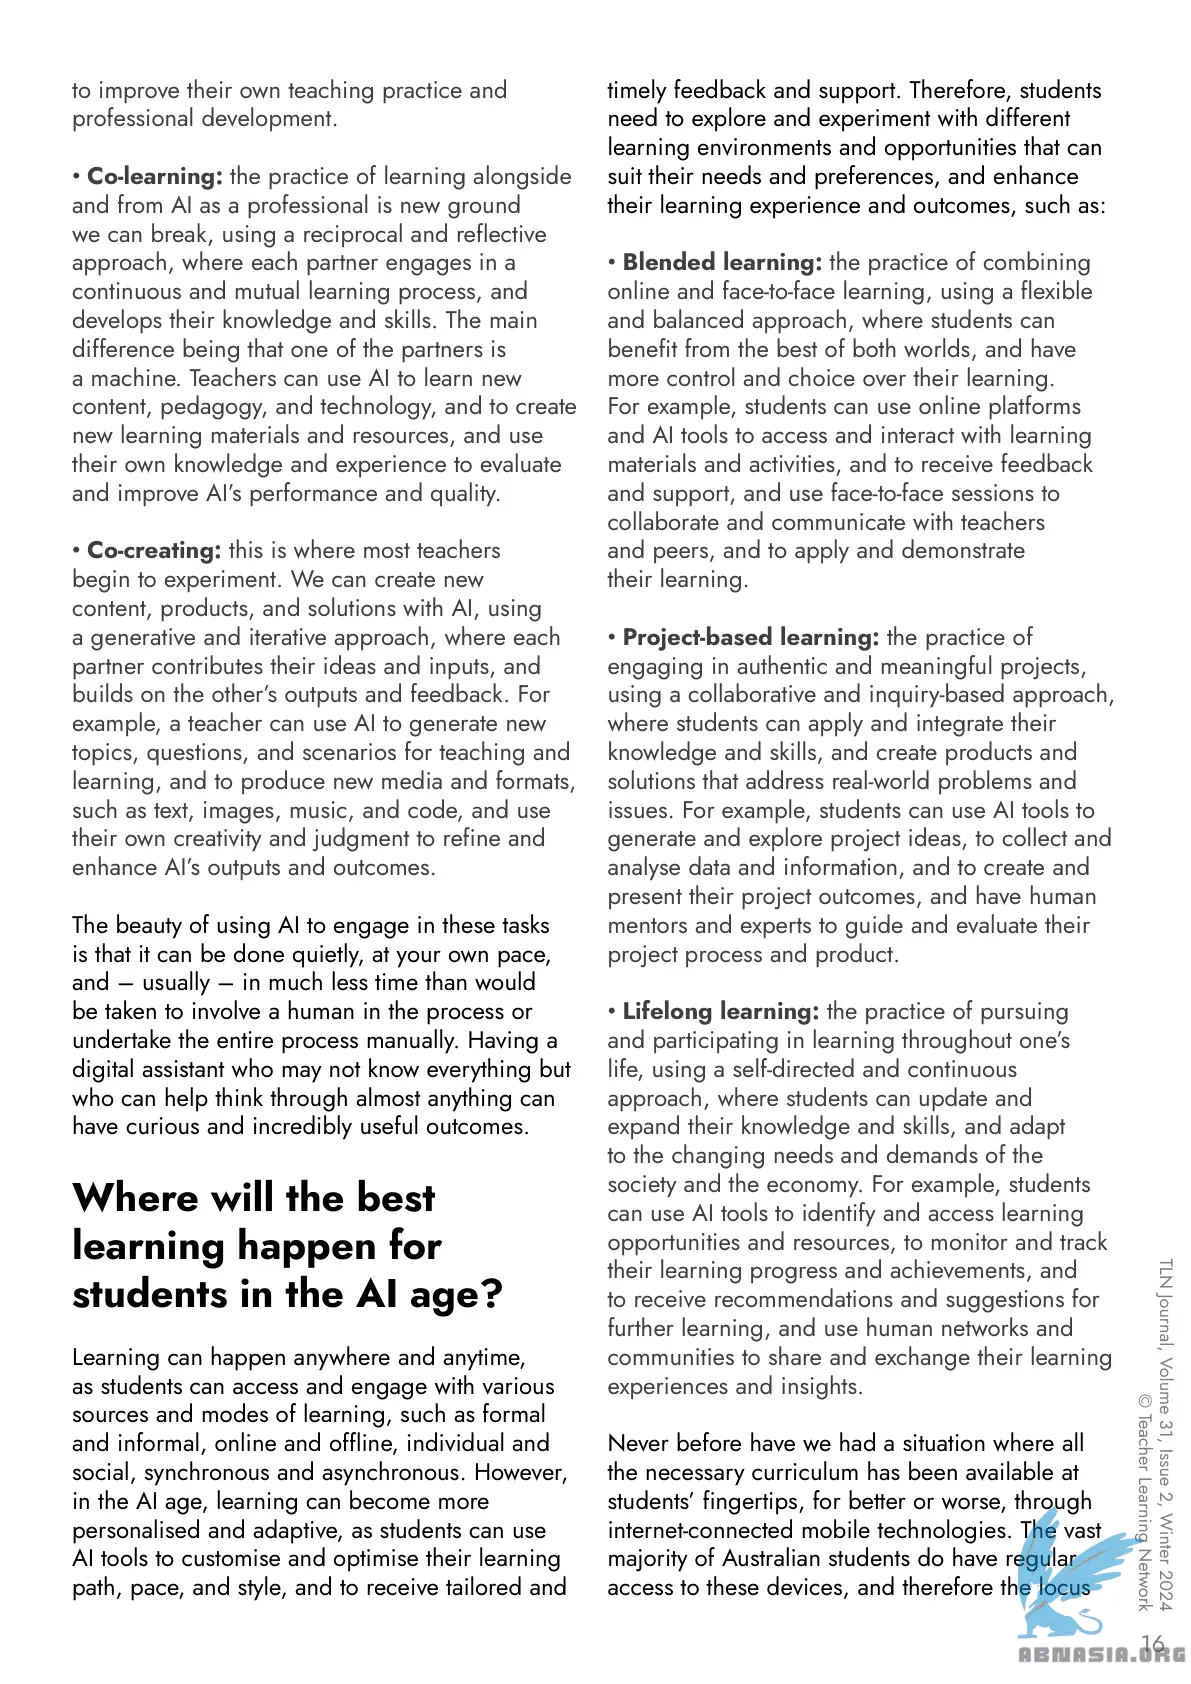 to improve their own teaching practice and
professional development.
• Co-learning: the practice of learning alongside
and from AI as a professional is new ground
we can break, using a reciprocal and reflective
approach, where each partner engages in a
continuous and mutual learning process, and
develops their knowledge and skills. The main
difference being that one of the partners is
a machine. Teachers can use AI to learn new
content, pedagogy, and technology, and to create
new learning materials and resources, and use
their own knowledge and experience to evaluate
and improve AI’s performance and quality.
• Co-creating: this is where most teachers
begin to experiment. We can create new
content, products, and solutions with AI, using
a generative and iterative approach, where each
partner contributes their ideas and inputs, and
builds on the other’s outputs and feedback. For
example, a teacher can use AI to generate new
topics, questions, and scenarios for teaching and
learning, and to produce new media and formats,
such as text, images, music, and code, and use
their own creativity and judgment to refine and
enhance AI’s outputs and outcomes.
The beauty of using AI to engage in these tasks
is that it can be done quietly, at your own pace,
and – usually – in much less time than would
be taken to involve a human in the process or
undertake the entire process manually. Having a
digital assistant who may not know everything but
who can help think through almost anything can
have curious and incredibly useful outcomes.
Where will the best
learning happen for
students in the AI age?
Learning can happen anywhere and anytime,
as students can access and engage with various
sources and modes of learning, such as formal
and informal, online and offline, individual and
social, synchronous and asynchronous. However,
in the AI age, learning can become more
personalised and adaptive, as students can use
AI tools to customise and optimise their learning
path, pace, and style, and to receive tailored and
timely feedback and support. Therefore, students
need to explore and experiment with different
learning environments and opportunities that can
suit their needs and preferences, and enhance
their learning experience and outcomes, such as:
• Blended learning: the practice of combining
online and face-to-face learning, using a flexible
and balanced approach, where students can
benefit from the best of both worlds, and have
more control and choice over their learning.
For example, students can use online platforms
and AI tools to access and interact with learning
materials and activities, and to receive feedback
and support, and use face-to-face sessions to
collaborate and communicate with teachers
and peers, and to apply and demonstrate
their learning.
• Project-based learning: the practice of
engaging in authentic and meaningful projects,
using a collaborative and inquiry-based approach,
where students can apply and integrate their
knowledge and skills, and create products and
solutions that address real-world problems and
issues. For example, students can use AI tools to
generate and explore project ideas, to collect and
analyse data and information, and to create and
present their project outcomes, and have human
mentors and experts to guide and evaluate their
project process and product.
• Lifelong learning: the practice of pursuing
and participating in learning throughout one’s
life, using a self-directed and continuous
approach, where students can update and
expand their knowledge and skills, and adapt
to the changing needs and demands of the
society and the economy. For example, students
can use AI tools to identify and access learning
opportunities and resources, to monitor and track
their learning progress and achievements, and
to receive recommendations and suggestions for
further learning, and use human networks and
communities to share and exchange their learning
experiences and insights.
Never before have we had a situation where all
the necessary curriculum has been available at
students’ fingertips, for better or worse, through
internet-connected mobile technologies. The vast
majority of Australian students do have regular
access to these devices, and therefore the locus
TLN Journal, Volume 31, Issue 2, Winter 2024
© Teacher Learning Network
16
ABNASIA.ORG